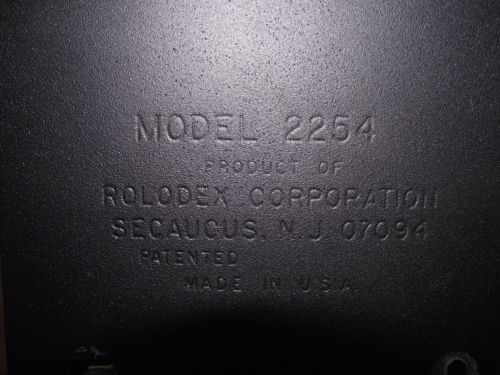 MODEL 2254
PRODUCT OF
ROLODEX CORPORATION
SECAUCUS, N.J. 07094
PATENTED
MADE IN U.S.A.